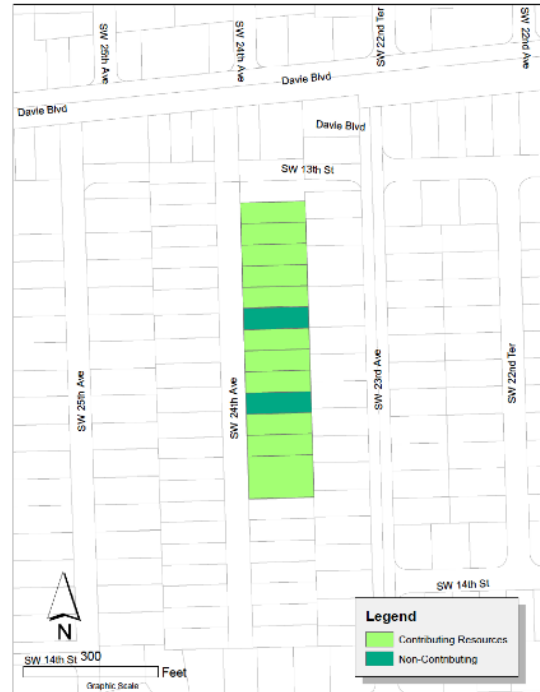 SW 25th Ave
SW 24th Ave
SW 22nd Ter
SW 22nd Ave
Davie Blvd
Davie Blvd
Davie Blvd
SW 13th St
SW 25th Ave
SW 24th Ave
SW 23rd Ave
SW 22nd Ter
SW 14th St
N
SW 14th St
300
Feet
Graphic Scale
Legend
Contributing Resources
Non-Contributing